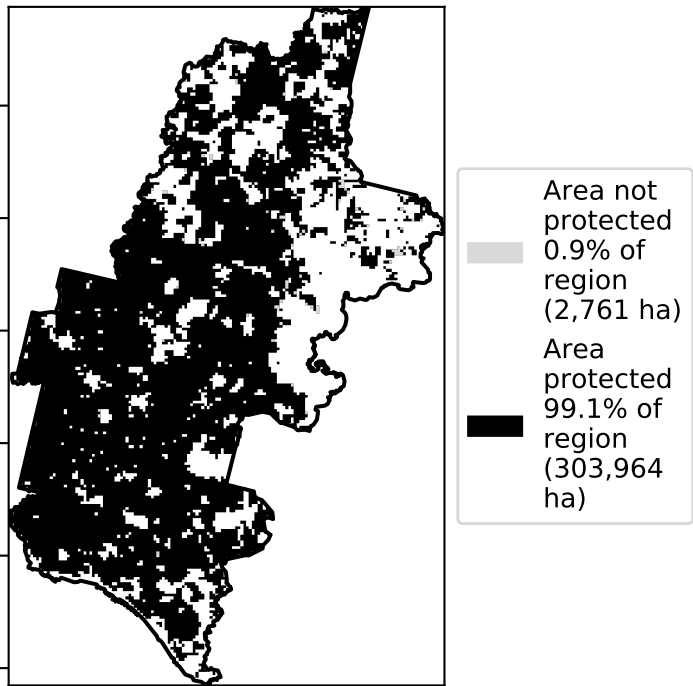 Area not
protected
0.9% of
region
(2,761 ha)
Area
protected
99.1% of
region
(303,964
ha)